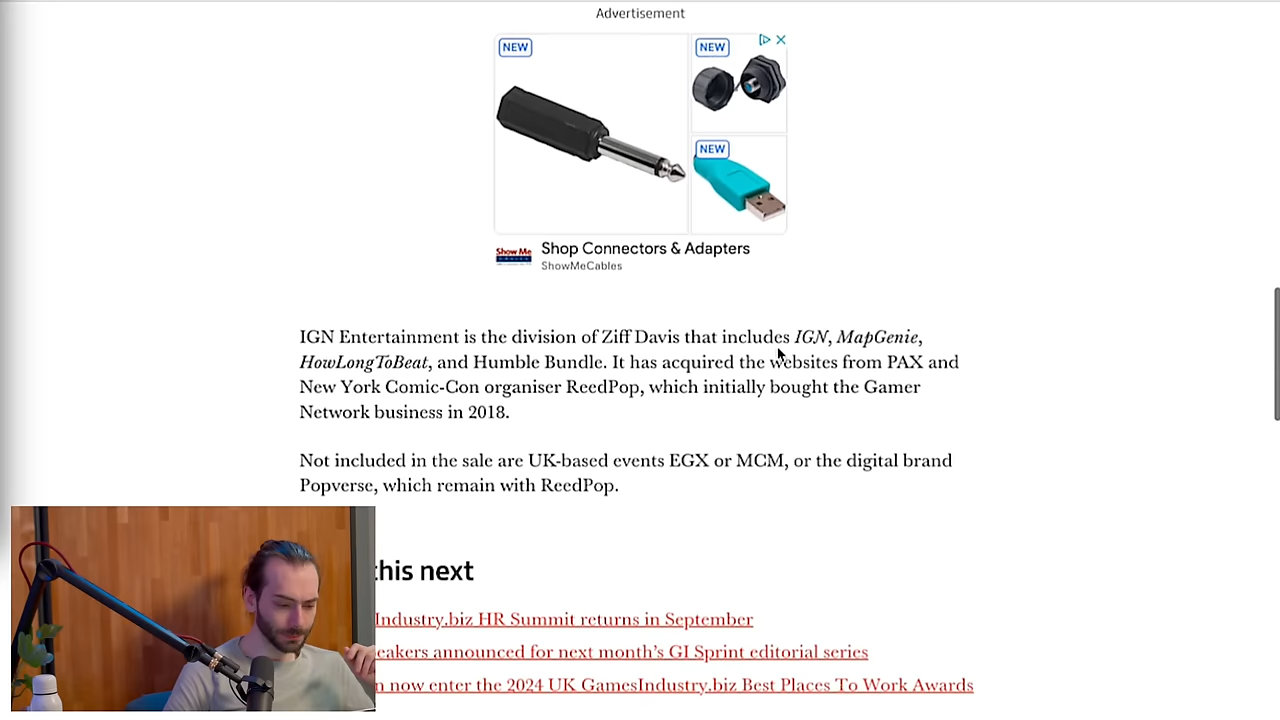 Advertisement
NEW
NEW
NEW
Show Me
CABLES
Shop Connectors & Adapters
ShowMeCables
IGN Entertainment is the division of Ziff Davis that includes IGN, MapGenie,
HowLongToBeat, and Humble Bundle. It has acquired the websites from PAX and
New York Comic-Con organiser ReedPop, which initially bought the Gamer
Network business in 2018.
Not included in the sale are UK-based events EGX or MCM, or the digital brand
Popverse, which remain with ReedPop.
this next
Industry.biz HR Summit returns in September
eakers announced for next month’s GI Sprint editorial series
n now enter the 2024 UK GamesIndustry.biz Best Places To Work Awards